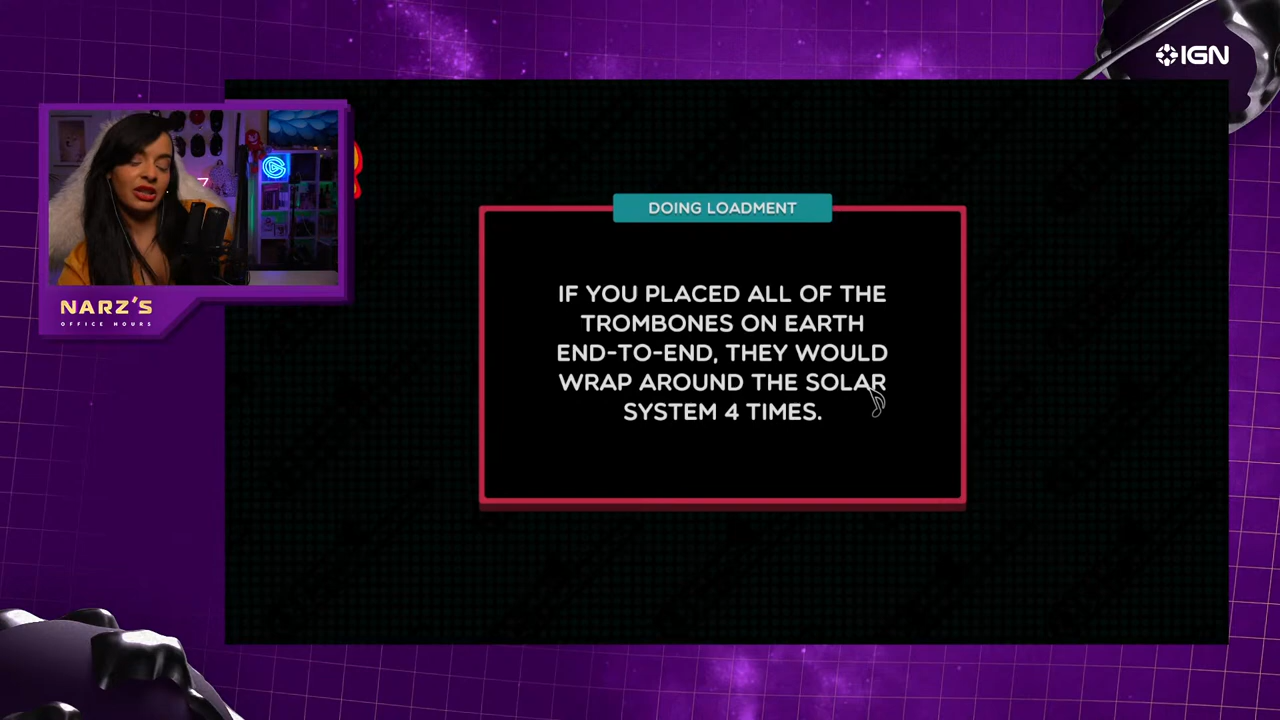 IGN
NARZ'S
OFFICE HOURS
DOING LOADMENT
IF YOU PLACED ALL OF THE
TROMBONES ON EARTH
END-TO-END, THEY WOULD
WRAP AROUND THE SOLAR
SYSTEM 4 TIMES.